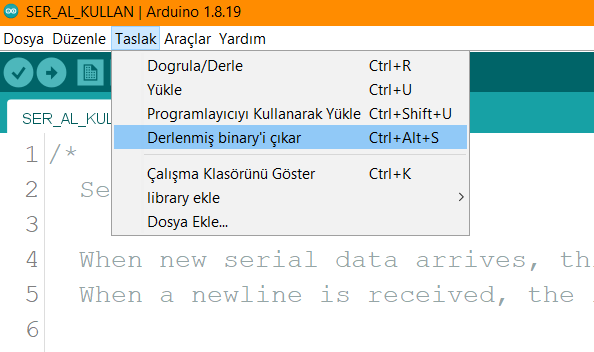 SER_AL_KULLAN | Arduino 1.8.19
Dosya Düzenle Taslak Araçlar Yardım
Dogrula/Derle Ctrl+R
Yükle Ctrl+U
Programlayıcıyı Kullanarak Yükle Ctrl+Shift+U
Derlenmiş binary'i çıkar Ctrl+Alt+S
Çalışma Klasörünü Göster Ctrl+K
library ekle
Dosya Ekle...
SER_AL_KUL
1 /*
2 Se
3
4 When new serial data arrives, th
5 When a newline is received, the
6